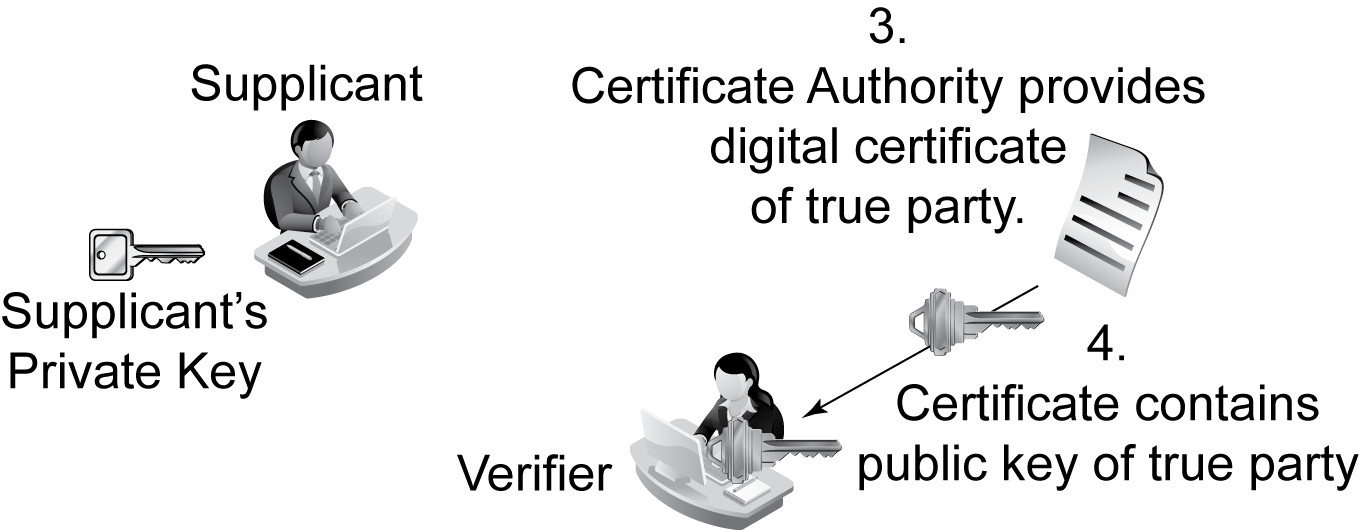 Supplicant
Supplicant’s
Private Key
3.
Certificate Authority provides
digital certificate
of true party.
4.
Certificate contains
public key of true party
Verifier